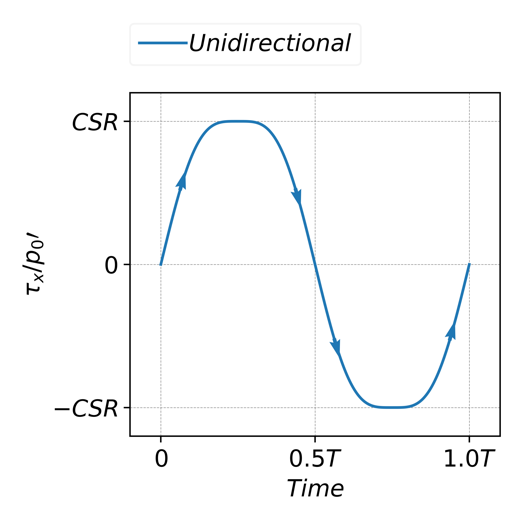 Unidirectional
CSR
0
−CSR
τx/p0′
0
0.5T
1.0T
Time